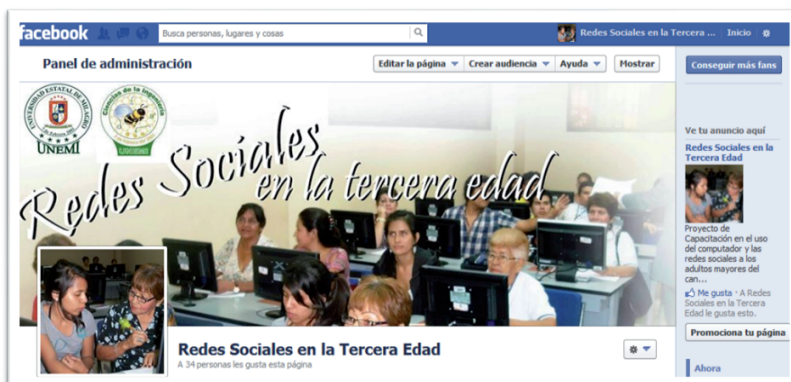 facebook
Busca personas, lugares y cosas
Redes Sociales en la Tercera ... Inicio
Panel de administración
Editar la página Crear audiencia Ayuda Mostrar
Conseguir más fans
UNIVERSIDAD ESTATAL DE MILAGRO
UNEMI
Ciencias de la Ingeniería
Redes Sociales
en la tercera edad
Ve tu anuncio aquí
Redes Sociales en la
Tercera Edad
Proyecto de
Capacitación en el uso
del computador y las
redes sociales a los
adultos mayores del
can...
Me gusta · A Redes
Sociales en la Tercera
Edad le gusta esto.
Promociona tu página
Ahora
Redes Sociales en la Tercera Edad
A 34 personas les gusta esta página